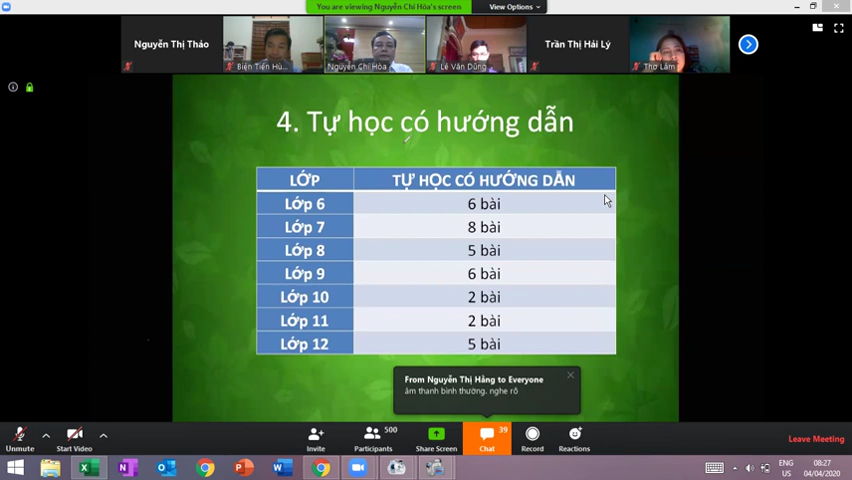 You are viewing Nguyễn Chí Hòa's screen
View Options
Nguyễn Thị Thảo
Biện Tiến Hù...
Nguyễn Chí Hòa
Lê Văn Dũng
Trần Thị Hải Lý
Thơ Lâm
4. Tự học có hướng dẫn
LỚP TỰ HỌC CÓ HƯỚNG DẪN
Lớp 6 6 bài
Lớp 7 8 bài
Lớp 8 5 bài
Lớp 9 6 bài
Lớp 10 2 bài
Lớp 11 2 bài
Lớp 12 5 bài
From Nguyễn Thị Hằng to Everyone
âm thanh bình thường. nghe rõ
Unmute
Start Video
Invite
500
Participants
Share Screen
39
Chat
Record
Reactions
Leave Meeting
ENG
US
08:27
04/04/2020